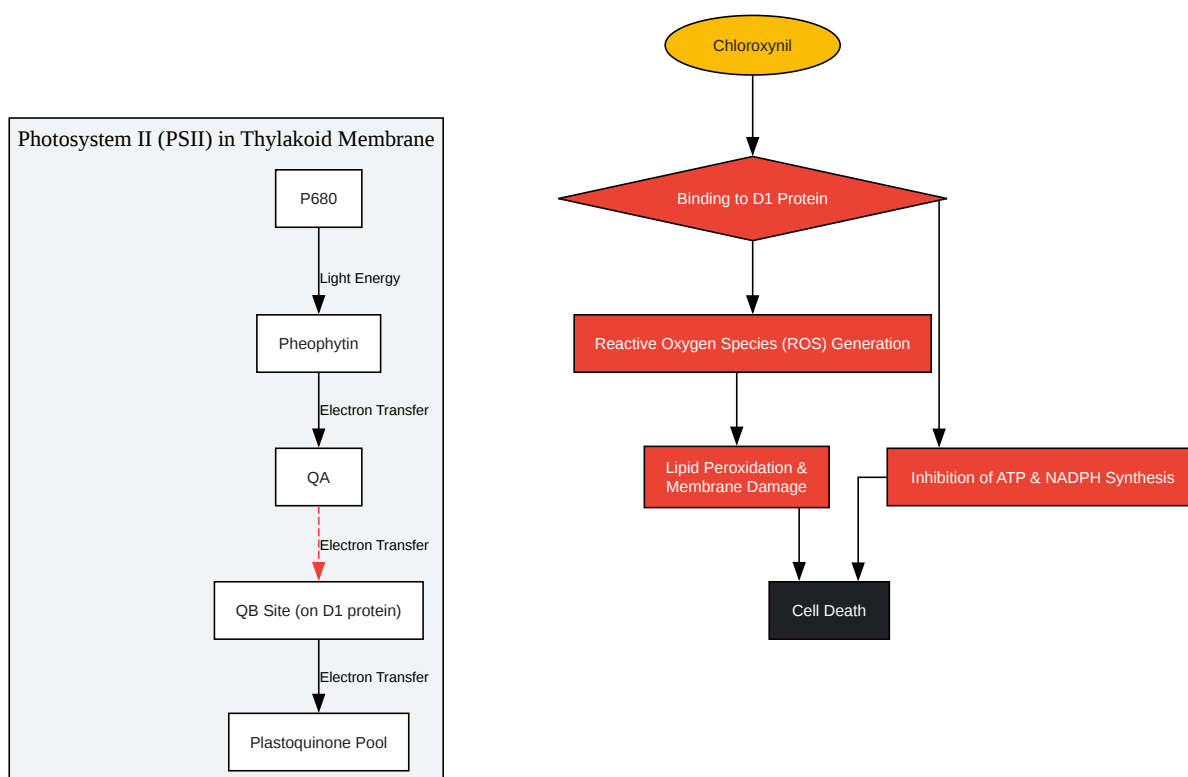 Photosystem II (PSII) in Thylakoid Membrane
P680
Light Energy
Pheophytin
Electron Transfer
QA
Electron Transfer
QB Site (on D1 protein)
Electron Transfer
Plastoquinone Pool
Chloroxynil
Binding to D1 Protein
Reactive Oxygen Species (ROS) Generation
Lipid Peroxidation &
Membrane Damage
Inhibition of ATP & NADPH Synthesis
Cell Death